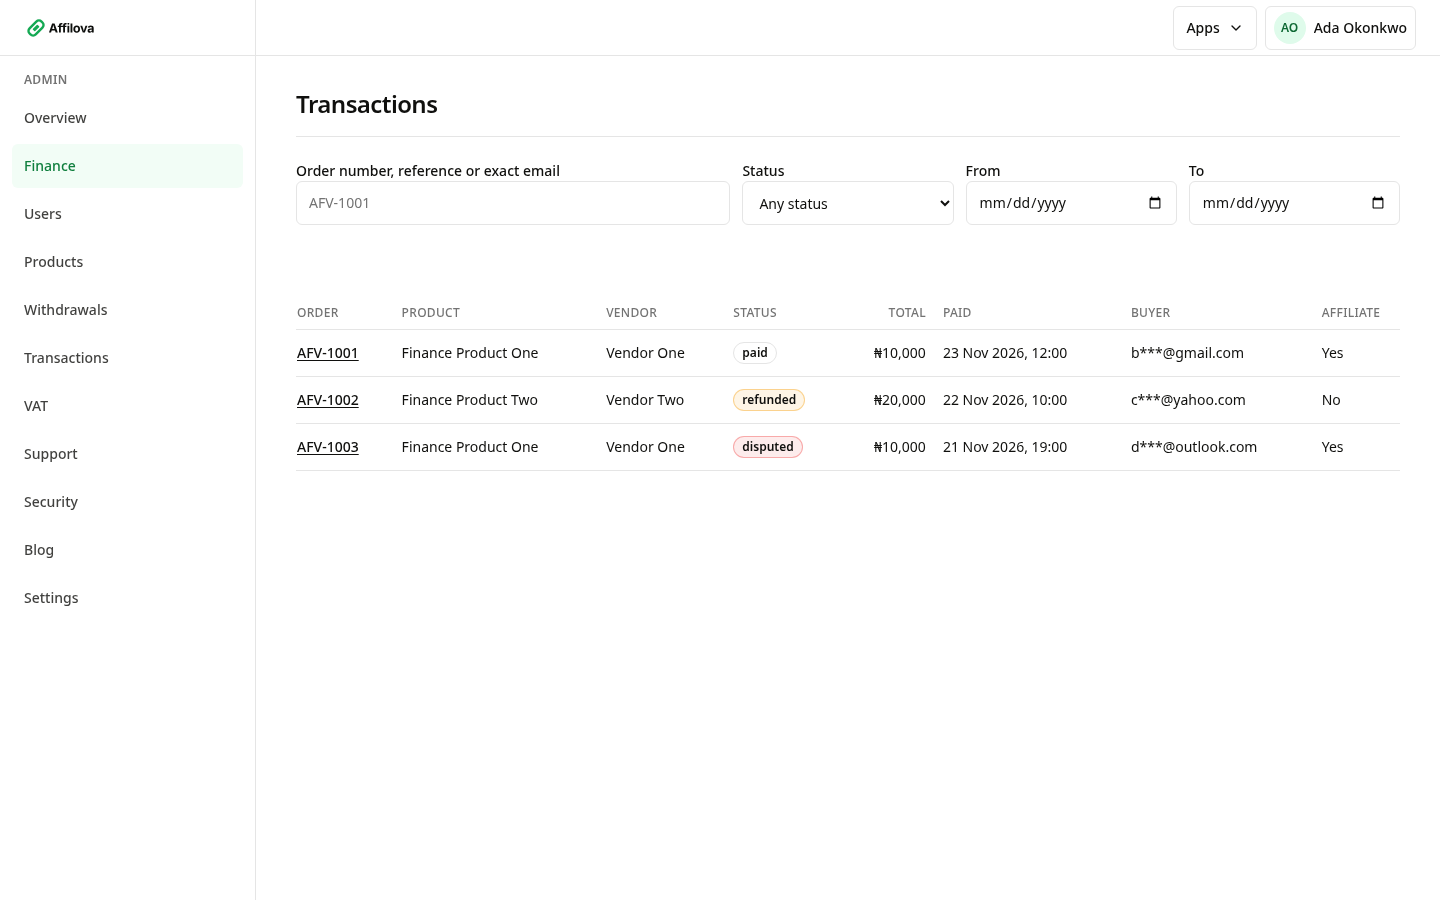 Affilova
Apps
AO Ada Okonkwo
ADMIN
Overview
Finance
Users
Products
Withdrawals
Transactions
VAT
Support
Security
Blog
Settings
Transactions
Order number, reference or exact email Status From To
AFV-1001 Any status mm/dd/yyyy mm/dd/yyyy
ORDER PRODUCT VENDOR STATUS TOTAL PAID BUYER AFFILIATE
AFV-1001 Finance Product One Vendor One paid ₦10,000 23 Nov 2026, 12:00 b***@gmail.com Yes
AFV-1002 Finance Product Two Vendor Two refunded ₦20,000 22 Nov 2026, 10:00 c***@yahoo.com No
AFV-1003 Finance Product One Vendor One disputed ₦10,000 21 Nov 2026, 19:00 d***@outlook.com Yes